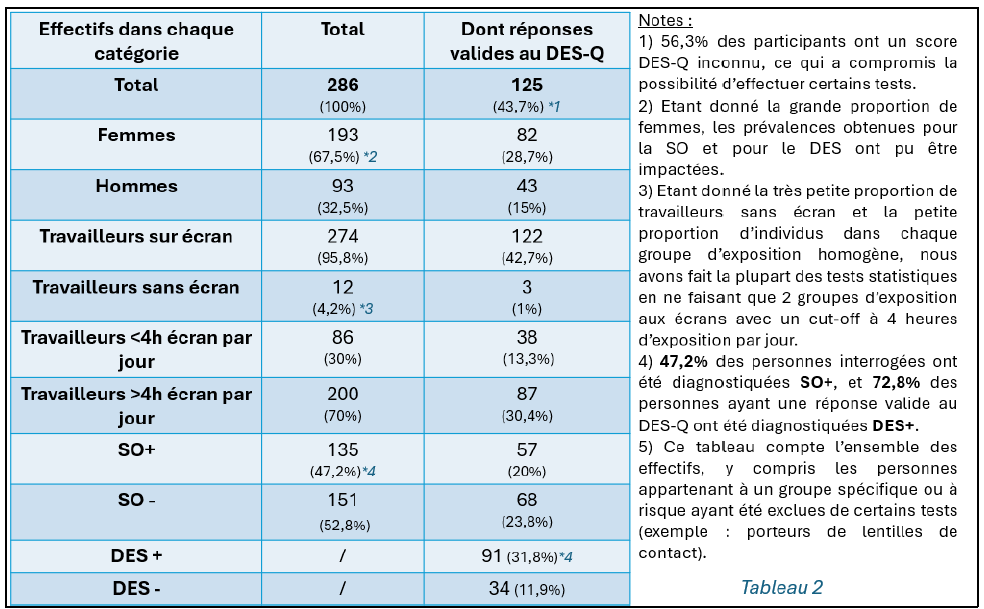 Effectifs dans chaque catégorie Total Dont réponses valides au DES-Q
Total 286 (100%) 125 (43,7%) *1
Femmes 193 (67,5%) *2 82 (28,7%)
Hommes 93 (32,5%) 43 (15%)
Travailleurs sur écran 274 (95,8%) 122 (42,7%)
Travailleurs sans écran 12 (4,2%) *3 3 (1%)
Travailleurs <4h écran par jour 86 (30%) 38 (13,3%)
Travailleurs >4h écran par jour 200 (70%) 87 (30,4%)
SO+ 135 (47,2%)*4 57 (20%)
SO - 151 (52,8%) 68 (23,8%)
DES + / 91 (31,8%)*4
DES - / 34 (11,9%)
Notes :
1) 56,3% des participants ont un score
DES-Q inconnu, ce qui a compromis la
possibilité d’effectuer certains tests.
2) Etant donné la grande proportion de
femmes, les prévalences obtenues pour
la SO et pour le DES ont pu être
impactées.
3) Etant donné la très petite proportion de
travailleurs sans écran et la petite
proportion d’individus dans chaque
groupe d’exposition homogène, nous
avons fait la plupart des tests statistiques
en ne faisant que 2 groupes d’exposition
aux écrans avec un cut-off à 4 heures
d’exposition par jour.
4) 47,2% des personnes interrogées ont
été diagnostiquées SO+, et 72,8% des
personnes ayant une réponse valide au
DES-Q ont été diagnostiquées DES+.
5) Ce tableau compte l’ensemble des
effectifs, y compris les personnes
appartenant à un groupe spécifique ou à
risque ayant été exclues de certains tests
(exemple : porteurs de lentilles de
contact).
Tableau 2